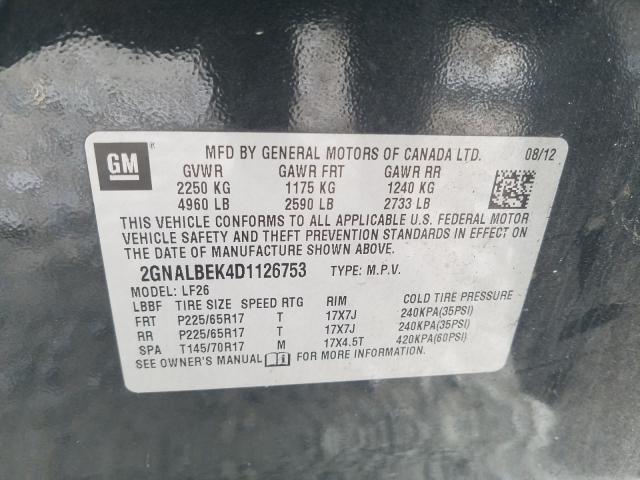 GM
MFD BY GENERAL MOTORS OF CANADA LTD. 08/12
GVWR GAWR FRT GAWR RR
2250 KG 1175 KG 1240 KG
4960 LB 2590 LB 2733 LB
THIS VEHICLE CONFORMS TO ALL APPLICABLE U.S. FEDERAL MOTOR
VEHICLE SAFETY AND THEFT PREVENTION STANDARDS IN EFFECT ON
THE DATE OF MANUFACTURE SHOWN ABOVE.
2GNALBEK4D1126753 TYPE: M.P.V.
MODEL: LF26
LBBF TIRE SIZE SPEED RTG RIM COLD TIRE PRESSURE
FRT P225/65R17 T 17X7J 240KPA(35PSI)
RR P225/65R17 T 17X7J 240KPA(35PSI)
SPA T145/70R17 M 17X4.5T 420KPA(60PSI)
SEE OWNER'S MANUAL FOR MORE INFORMATION.